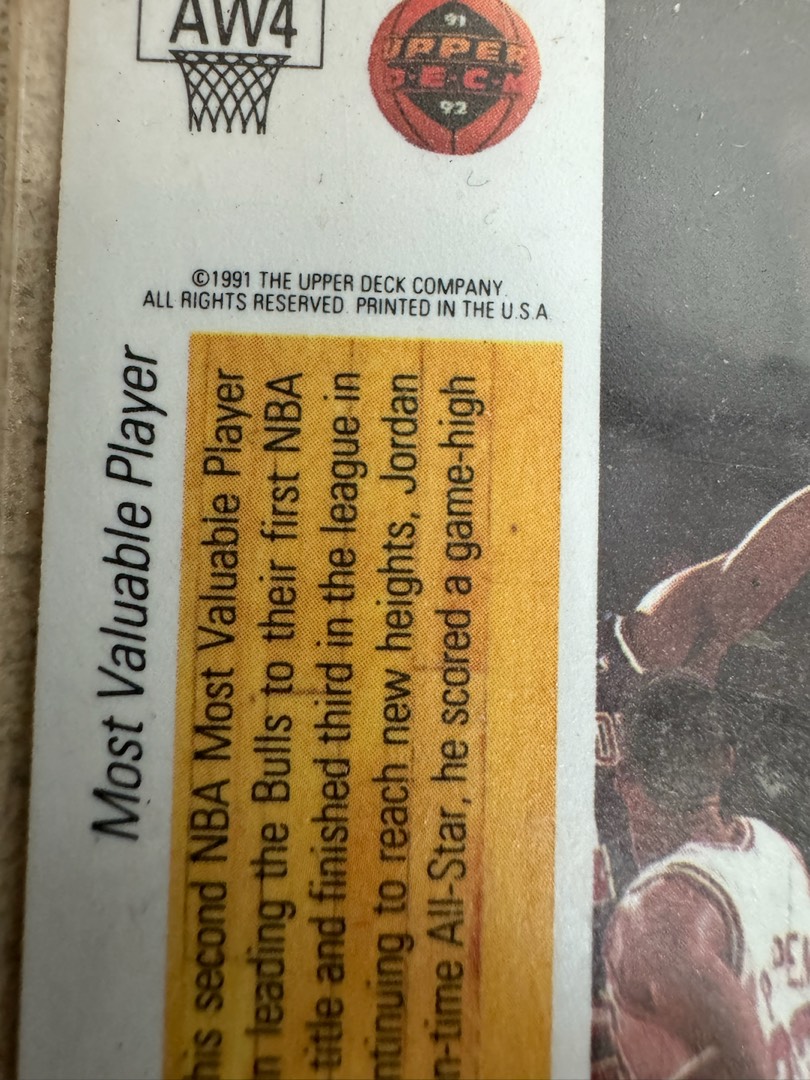 AW4
91
UPPER
DECK
92
©1991 THE UPPER DECK COMPANY.
ALL RIGHTS RESERVED. PRINTED IN THE U.S.A
Most Valuable Player
his second NBA Most Valuable Player
n leading the Bulls to their first NBA
title and finished third in the league in
ntinuing to reach new heights, Jordan
n-time All-Star, he scored a game-high